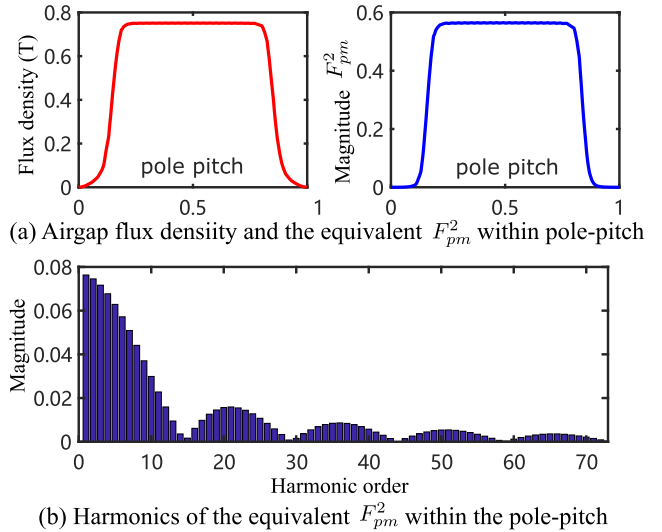 Flux density (T)
0.8
0.6
0.4
0.2
0
pole pitch
0
0.5
1
Magnitude F²ₚₘ
0.6
0.4
0.2
0
pole pitch
0
0.5
1
(a) Airgap flux densiity and the equivalent F²ₚₘ within pole-pitch
Magnitude
0.08
0.06
0.04
0.02
0
0 10 20 30 40 50 60 70
Harmonic order
(b) Harmonics of the equivalent F²ₚₘ within the pole-pitch